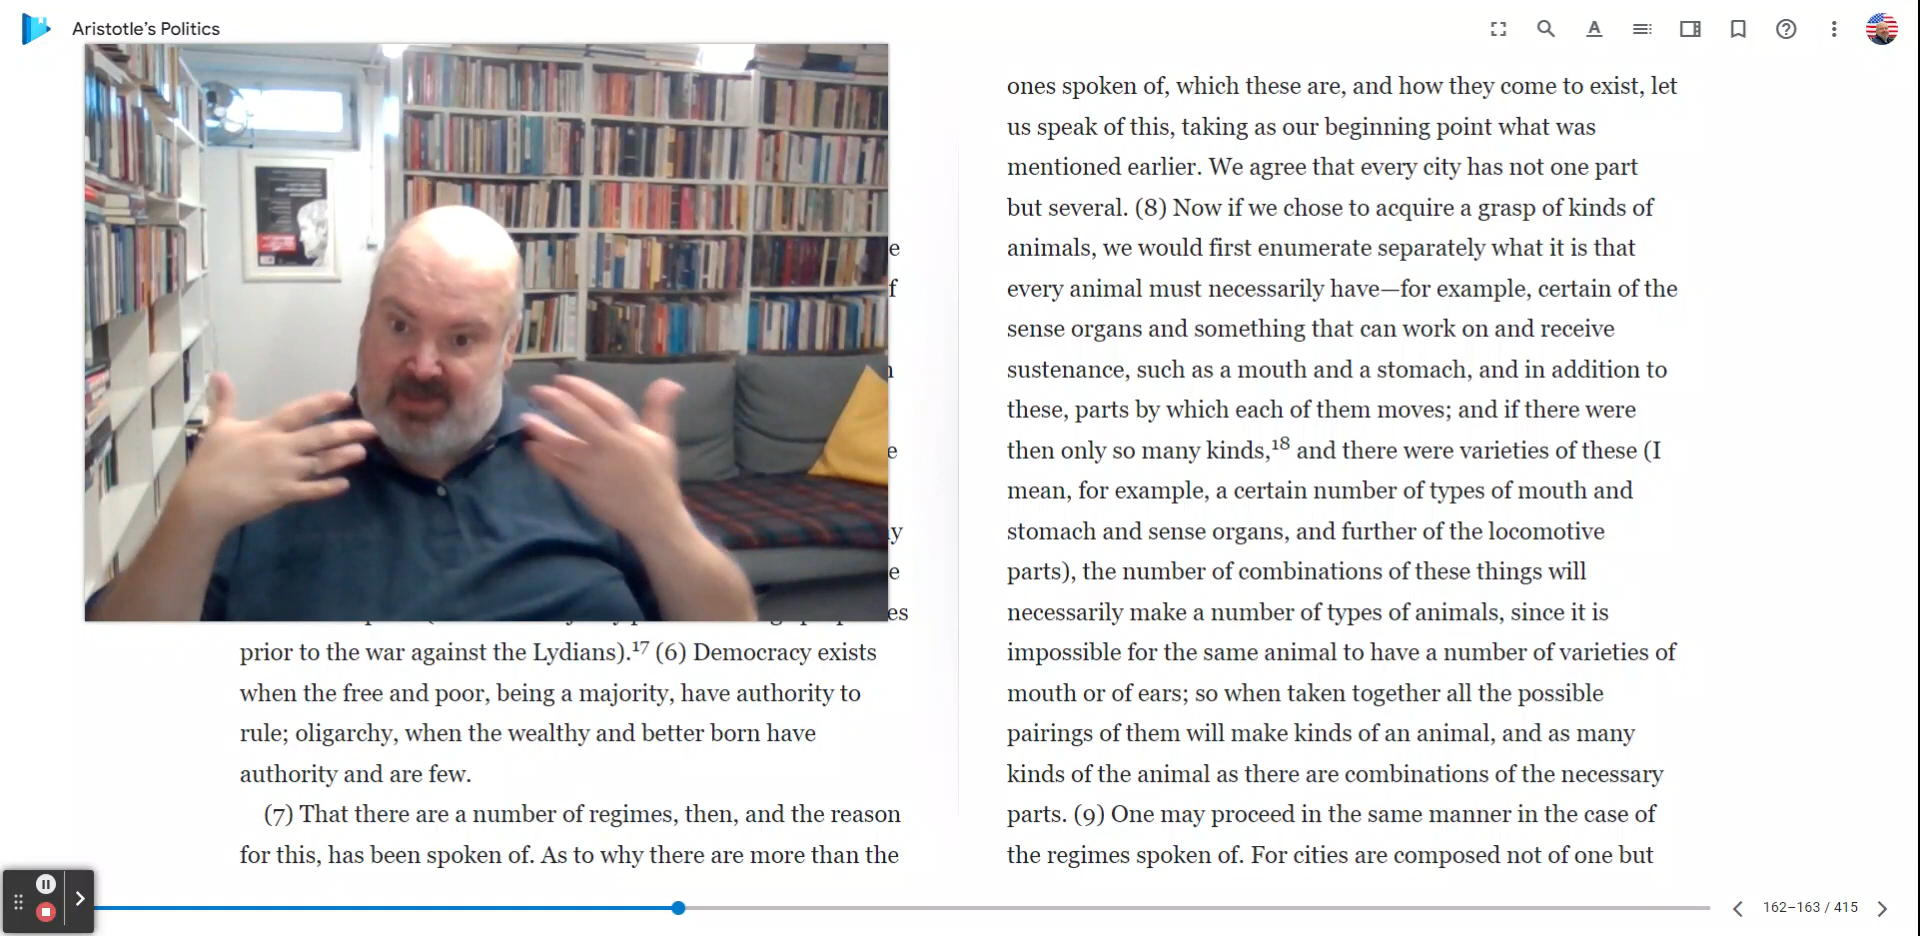 Aristotle’s Politics
prior to the war against the Lydians).17 (6) Democracy exists
when the free and poor, being a majority, have authority to
rule; oligarchy, when the wealthy and better born have
authority and are few.
(7) That there are a number of regimes, then, and the reason
for this, has been spoken of. As to why there are more than the
ones spoken of, which these are, and how they come to exist, let
us speak of this, taking as our beginning point what was
mentioned earlier. We agree that every city has not one part
but several. (8) Now if we chose to acquire a grasp of kinds of
animals, we would first enumerate separately what it is that
every animal must necessarily have—for example, certain of the
sense organs and something that can work on and receive
sustenance, such as a mouth and a stomach, and in addition to
these, parts by which each of them moves; and if there were
then only so many kinds,18 and there were varieties of these (I
mean, for example, a certain number of types of mouth and
stomach and sense organs, and further of the locomotive
parts), the number of combinations of these things will
necessarily make a number of types of animals, since it is
impossible for the same animal to have a number of varieties of
mouth or of ears; so when taken together all the possible
pairings of them will make kinds of an animal, and as many
kinds of the animal as there are combinations of the necessary
parts. (9) One may proceed in the same manner in the case of
the regimes spoken of. For cities are composed not of one but
162–163 / 415